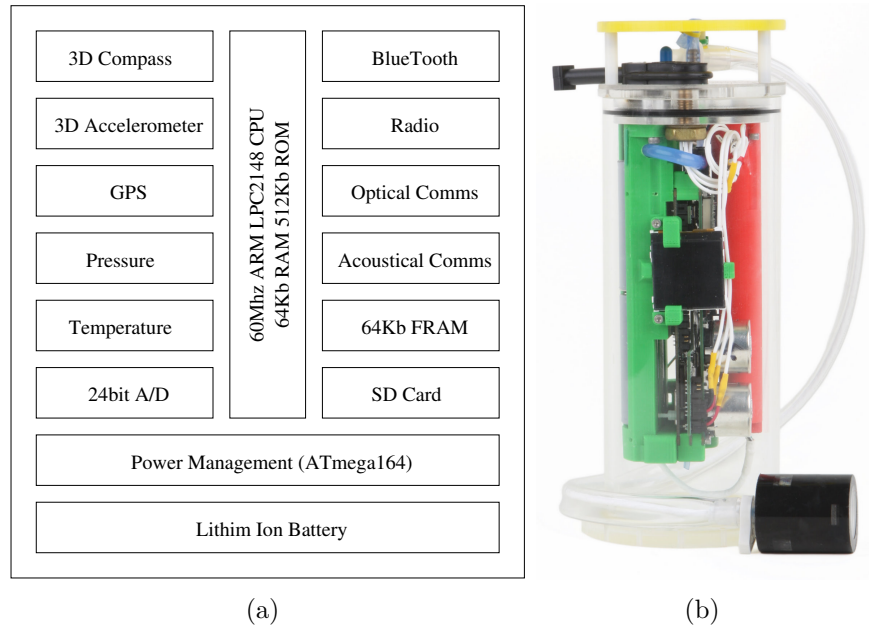 3D Compass
3D Accelerometer
GPS
Pressure
Temperature
24bit A/D
60Mhz ARM LPC2148 CPU
64Kb RAM 512Kb ROM
BlueTooth
Radio
Optical Comms
Acoustical Comms
64Kb FRAM
SD Card
Power Management (ATmega164)
Lithim Ion Battery
(a)
(b)